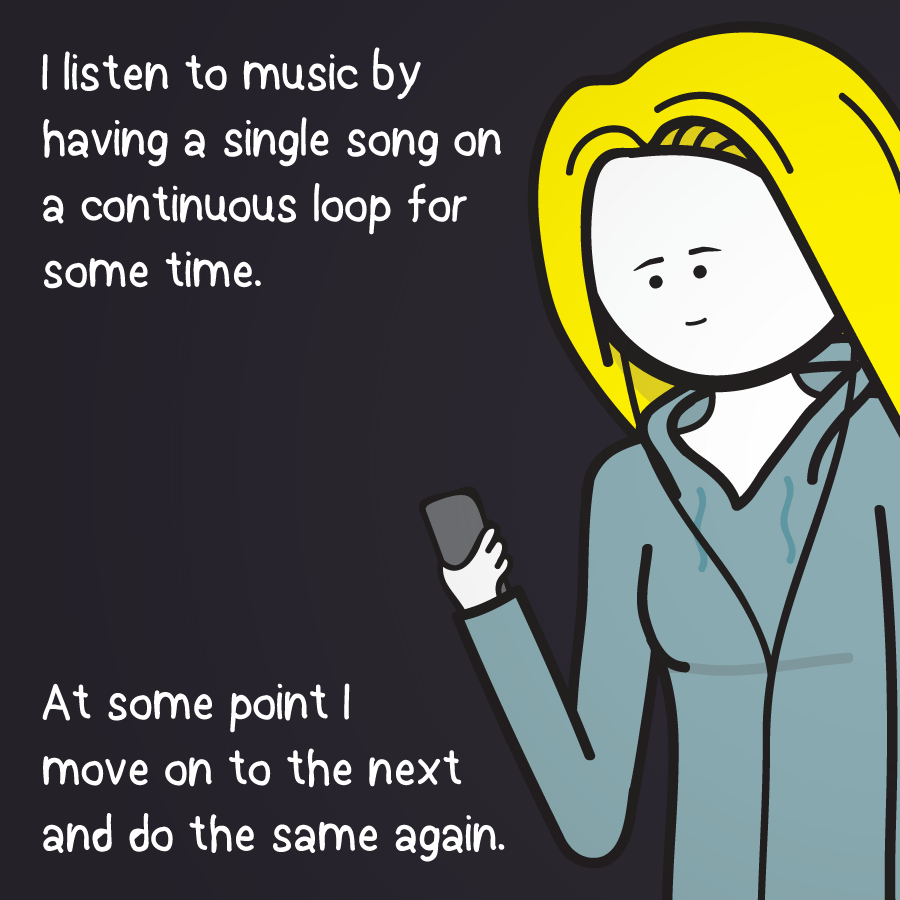 I listen to music by
having a single song on
a continuous loop for
some time.
At some point I
move on to the next
and do the same again.